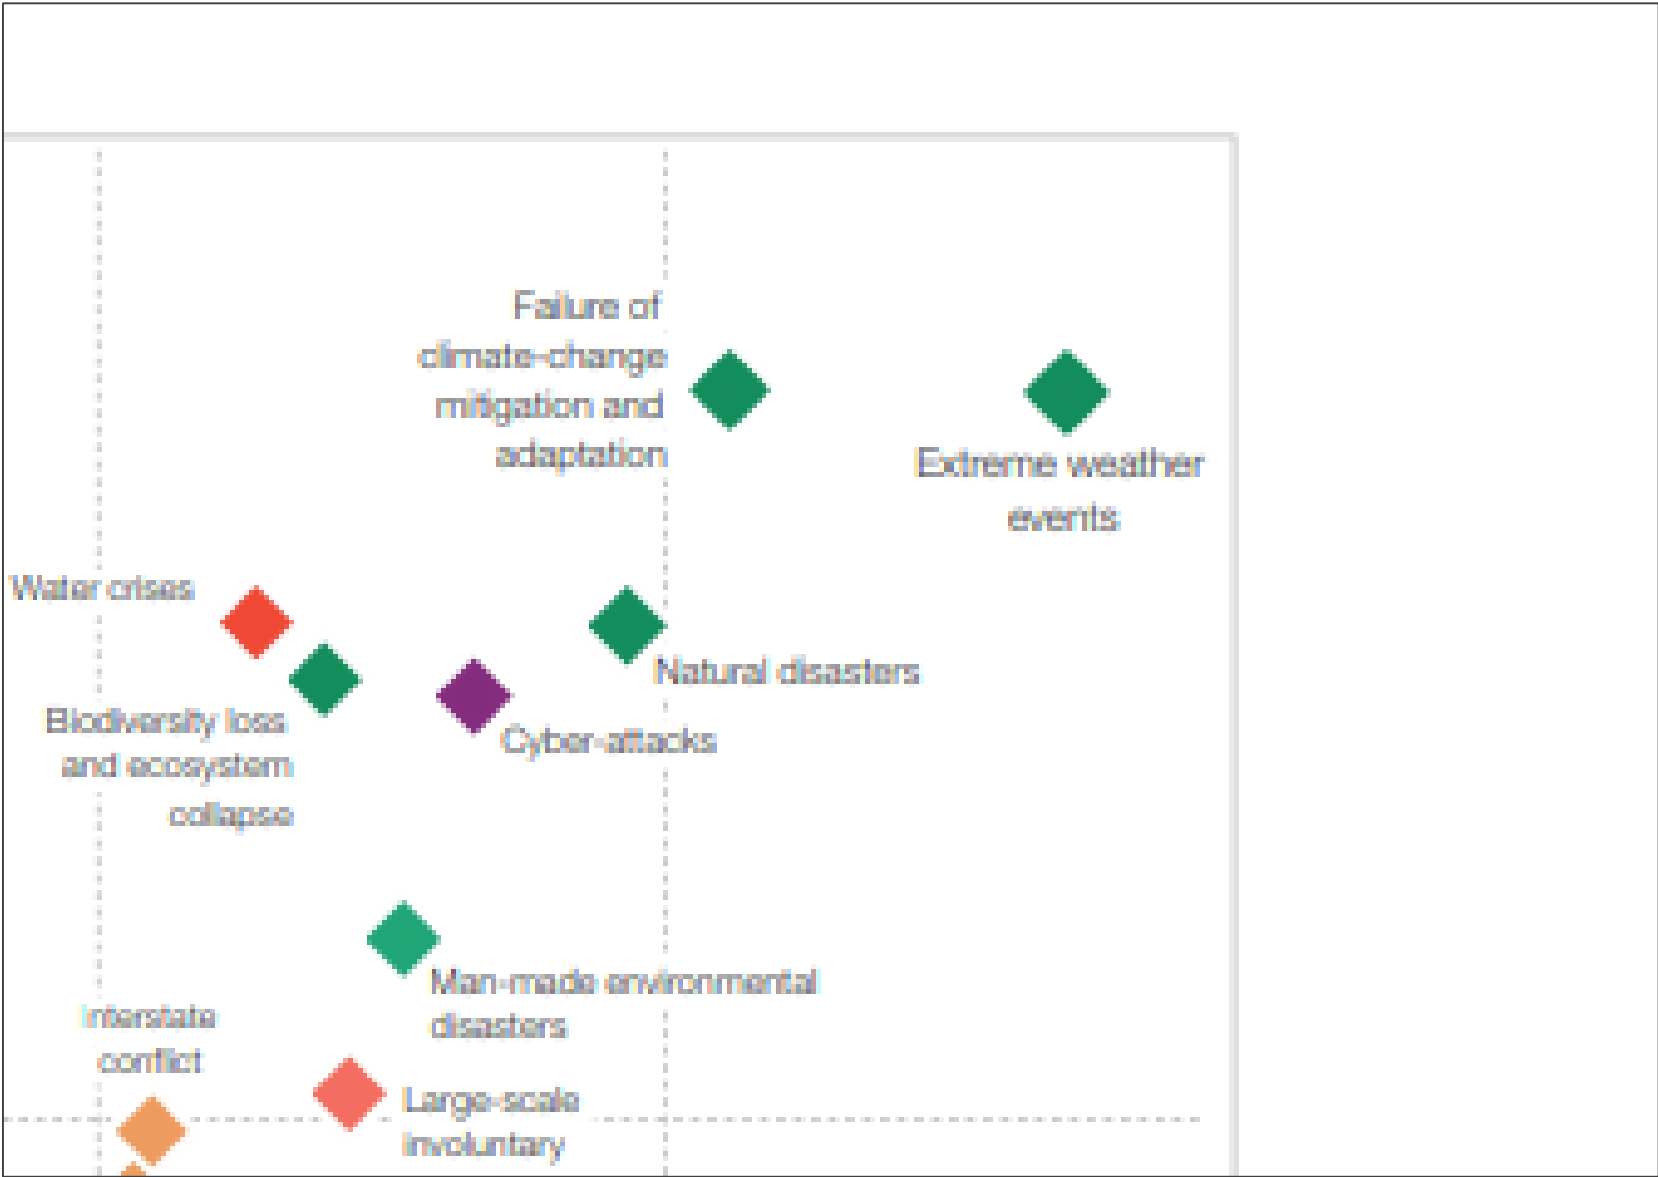 Failure of
climate-change
mitigation and
adaptation
Extreme weather
events
Water crises
Natural disasters
Biodiversity loss
and ecosystem
collapse
Cyber-attacks
Man-made environmental
disasters
Interstate
conflict
Large-scale
involuntary